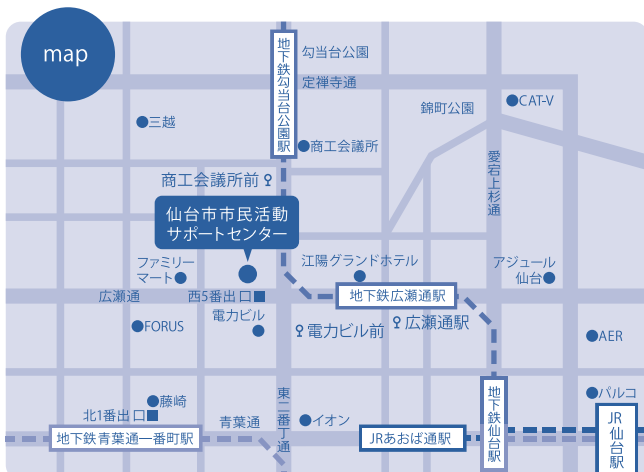 map
地下鉄勾当台公園駅
勾当台公園
定禅寺通
CAT-V
錦町公園
三越
商工会議所
愛宕上杉通
商工会議所前
仙台市市民活動
サポートセンター
ファミリー
マート
江陽グランドホテル
アジュール
仙台
広瀬通
西5番出口
地下鉄広瀬通駅
FORUS
電力ビル
電力ビル前
広瀬通駅
AER
藤崎
北1番出口
青葉通
東二番丁通
イオン
地下鉄仙台駅
パルコ
地下鉄青葉通一番町駅
JRあおば通駅
JR
仙台駅